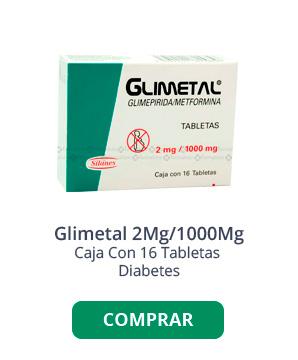 GLIMETAL®
GLIMEPIRIDA/METFORMINA
TABLETAS
2 mg / 1000 mg
Silanes
Caja con 16 Tabletas
Glimetal 2Mg/1000Mg
Caja Con 16 Tabletas
Diabetes
COMPRAR